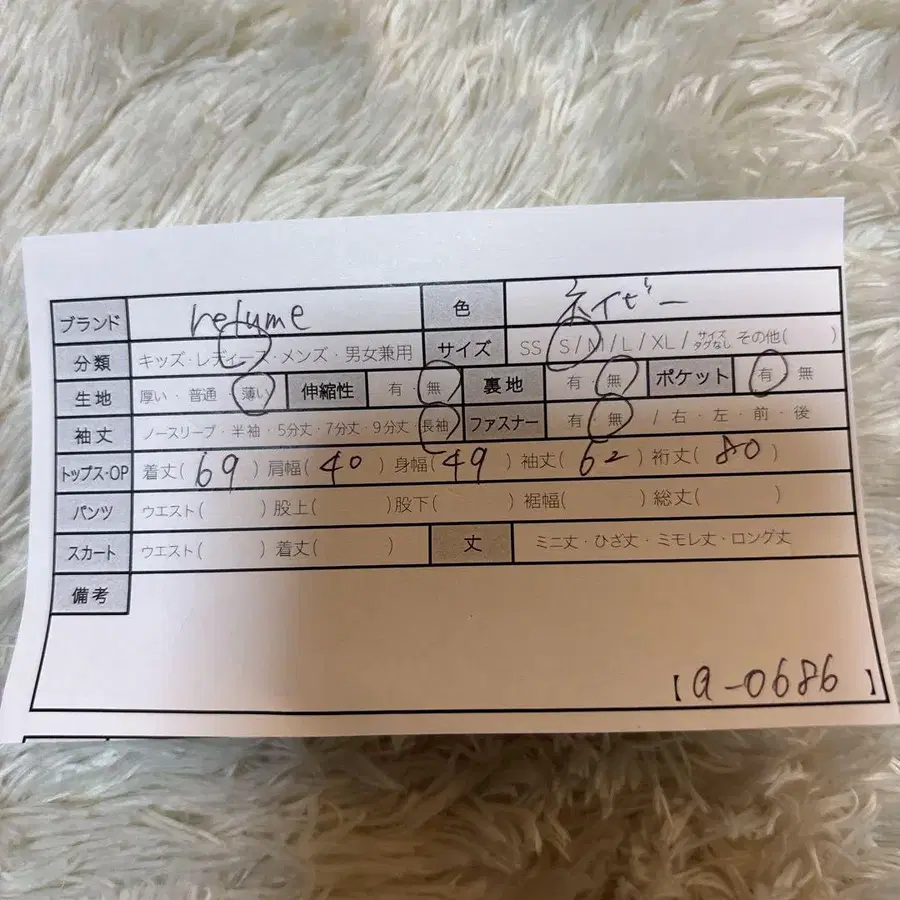 ブランド refume 色 ネイビー
分類 キッズ・レディース・メンズ・男女兼用 サイズ SS / S / M / L / XL / サイズタグなし その他( )
生地 厚い・普通・薄い 伸縮性 有・無 裏地 有・無 ポケット 有・無
袖丈 ノースリーブ・半袖・5分丈・7分丈・9分丈・長袖 ファスナー 有・無 / 右・左・前・後
トップス・OP 着丈( 69 ) 肩幅( 40 ) 身幅( 49 ) 袖丈( 62 ) 裄丈( 80 )
パンツ ウエスト( ) 股上( ) 股下( ) 裾幅( ) 総丈( )
スカート ウエスト( ) 着丈( ) 丈 ミニ丈・ひざ丈・ミモレ丈・ロング丈
備考
【a-0686】